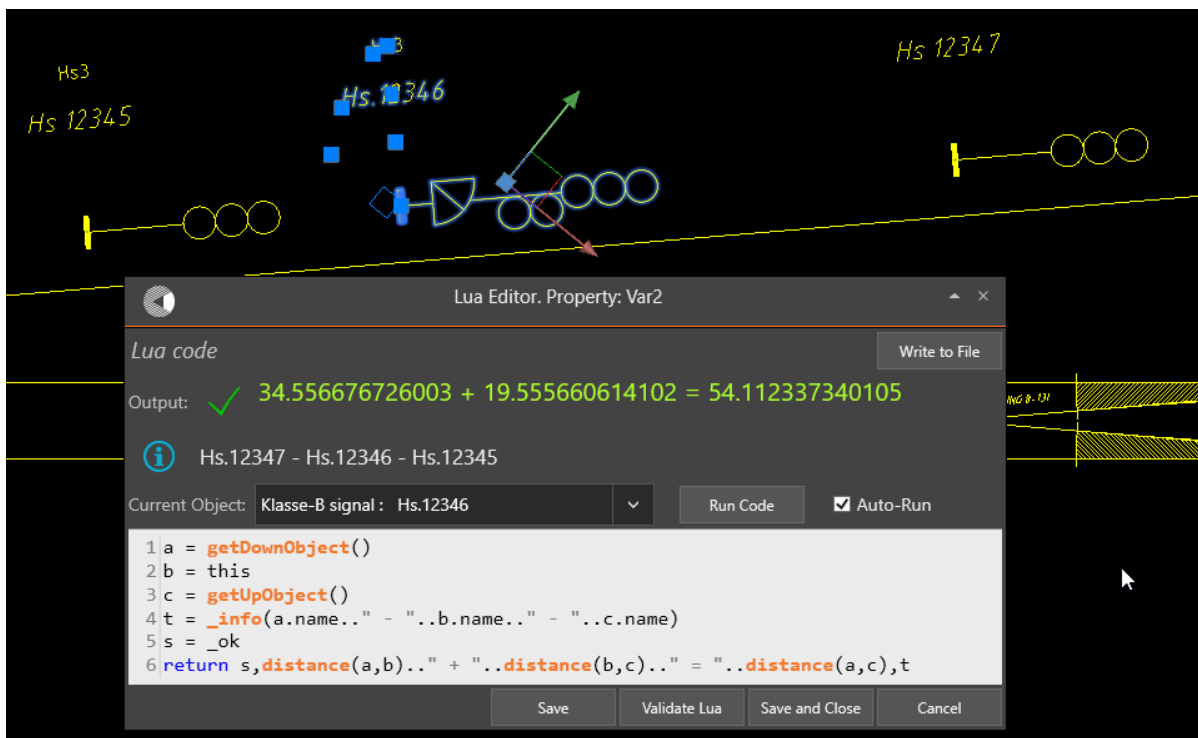 Hs 12347
Hs3
Hs.12346
Hs 12345
Lua Editor. Property: Var2
Lua code
Write to File
Output: 34.556676726003 + 19.555660614102 = 54.112337340105
Hs.12347 - Hs.12346 - Hs.12345
Current Object: Klasse-B signal : Hs.12346
Run Code
Auto-Run
1 a = getDownObject()
2 b = this
3 c = getUpObject()
4 t = _info(a.name.." - "..b.name.." - "..c.name)
5 s = _ok
6 return s,distance(a,b).." + "..distance(b,c).." = "..distance(a,c),t
Save
Validate Lua
Save and Close
Cancel